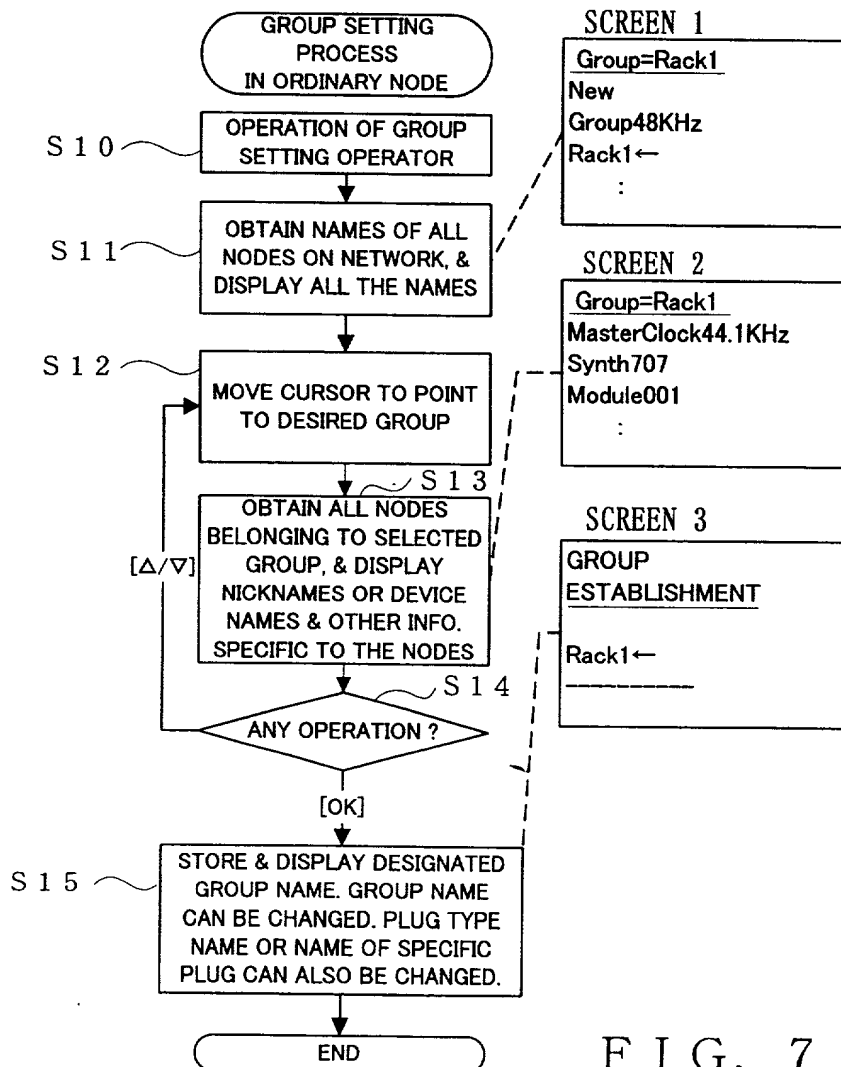 GROUP SETTING
PROCESS
IN ORDINARY NODE
S10
OPERATION OF GROUP
SETTING OPERATOR
S11
OBTAIN NAMES OF ALL
NODES ON NETWORK, &
DISPLAY ALL THE NAMES
S12
MOVE CURSOR TO POINT
TO DESIRED GROUP
S13
OBTAIN ALL NODES
BELONGING TO SELECTED
GROUP, & DISPLAY
NICKNAMES OR DEVICE
NAMES & OTHER INFO.
SPECIFIC TO THE NODES
[△/▽]
S14
ANY OPERATION ?
[OK]
S15
STORE & DISPLAY DESIGNATED
GROUP NAME. GROUP NAME
CAN BE CHANGED. PLUG TYPE
NAME OR NAME OF SPECIFIC
PLUG CAN ALSO BE CHANGED.
END
SCREEN 1
Group=Rack1
New
Group48KHz
Rack1←
:
SCREEN 2
Group=Rack1
MasterClock44.1KHz
Synth707
Module001
:
SCREEN 3
GROUP
ESTABLISHMENT
Rack1←
FIG. 7